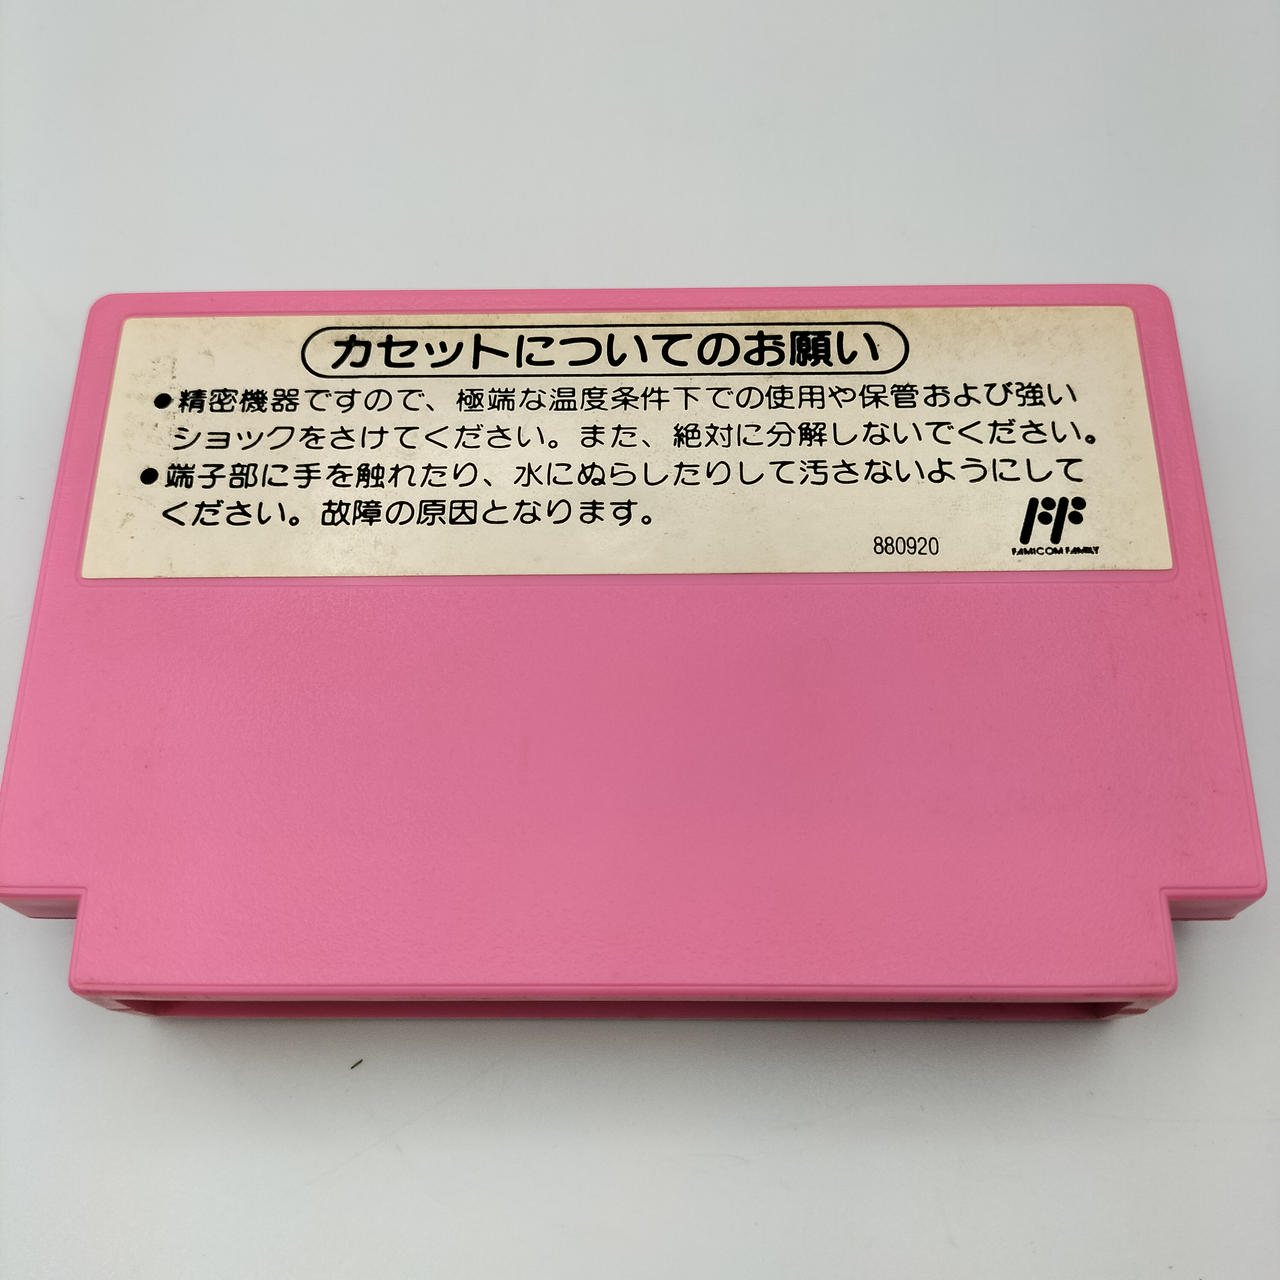 カセットについてのお願い
●精密機器ですので、極端な温度条件下での使用や保管および強い
ショックをさけてください。また、絶対に分解しないでください。
●端子部に手を触れたり、水にぬらしたりして汚さないようにして
ください。故障の原因となります。
880920
FAMICOM FAMILY